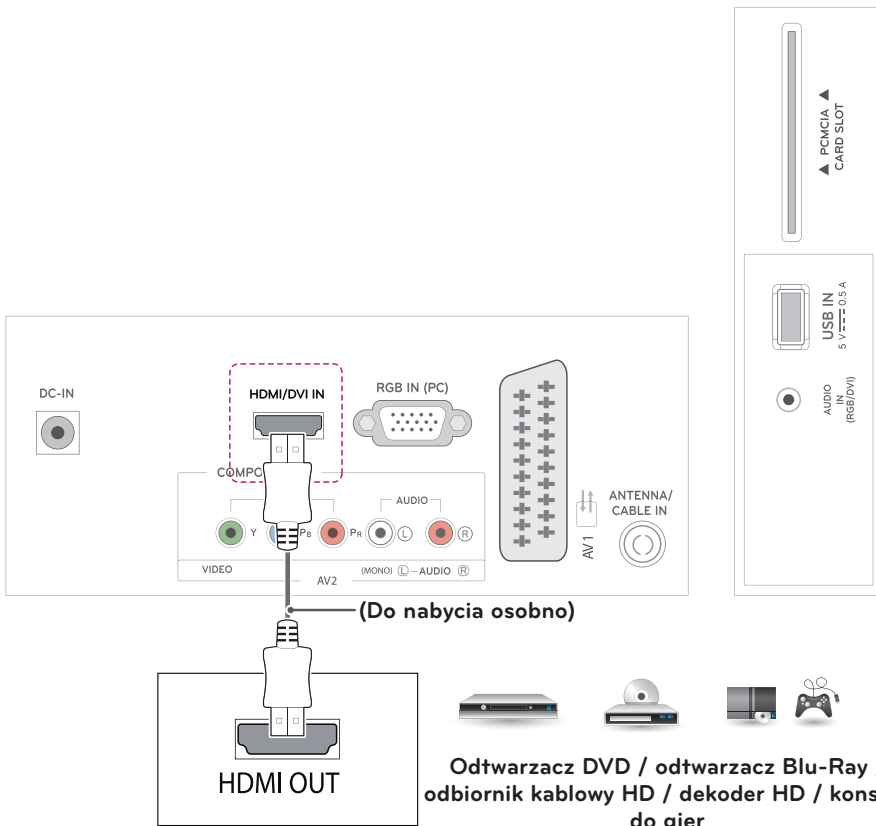 ▲ PCMCIA ▲
CARD SLOT
USB IN
5 V 0.5 A
AUDIO
IN
(RGB/DVI)
DC-IN
HDMI/DVI IN
RGB IN (PC)
AUDIO
Y PB PR L R
VIDEO
(MONO) L - AUDIO R
AV2
AV1
ANTENNA/
CABLE IN
(Do nabycia osobno)
HDMI OUT
Odtwarzacz DVD / odtwarzacz Blu-Ray /
odbiornik kablowy HD / dekoder HD /
do gier